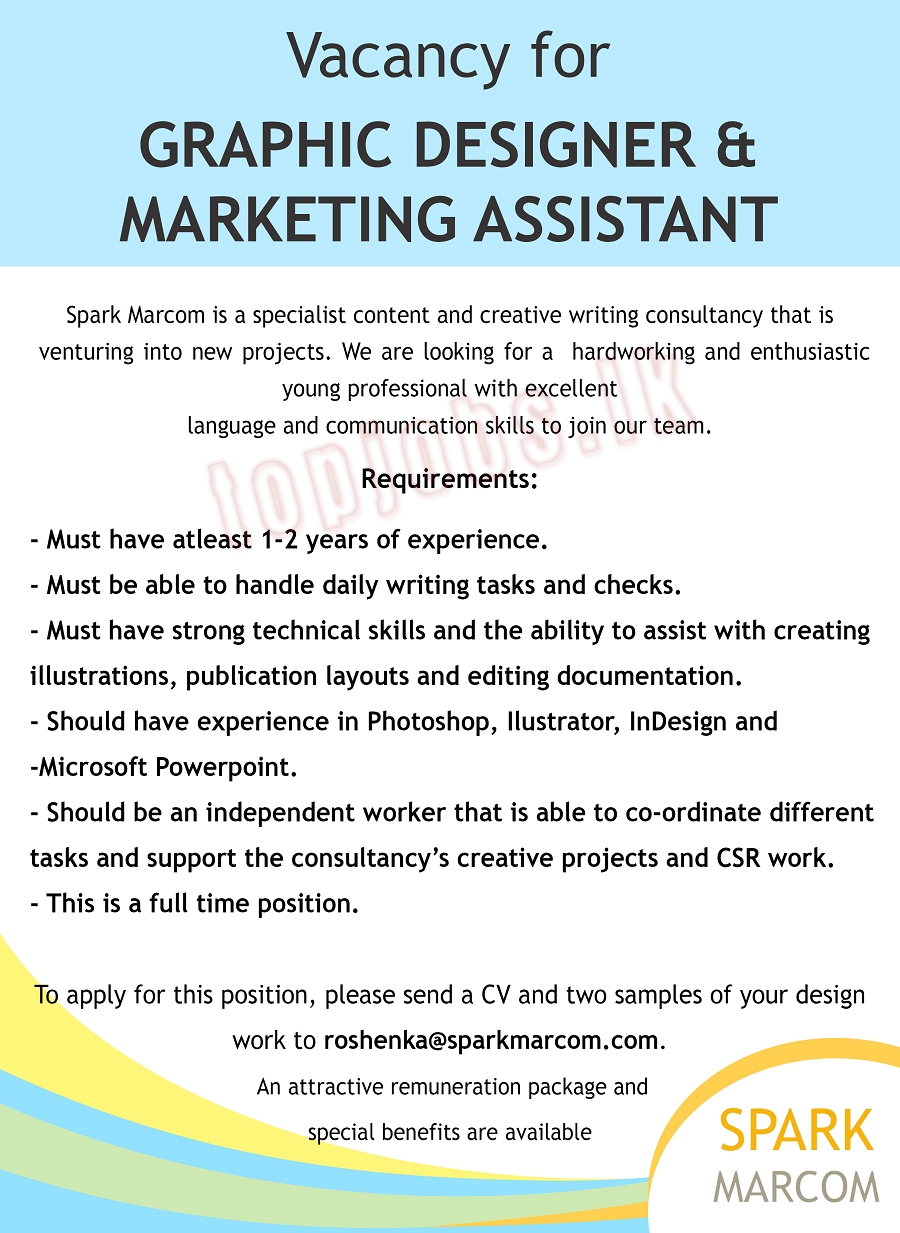 Vacancy for
GRAPHIC DESIGNER &
MARKETING ASSISTANT
Spark Marcom is a specialist content and creative writing consultancy that is
venturing into new projects. We are looking for a hardworking and enthusiastic
young professional with excellent
language and communication skills to join our team.
topjobs.lk
Requirements:
- Must have atleast 1-2 years of experience.
- Must be able to handle daily writing tasks and checks.
- Must have strong technical skills and the ability to assist with creating
illustrations, publication layouts and editing documentation.
- Should have experience in Photoshop, Ilustrator, InDesign and
-Microsoft Powerpoint.
- Should be an independent worker that is able to co-ordinate different
tasks and support the consultancy’s creative projects and CSR work.
- This is a full time position.
To apply for this position, please send a CV and two samples of your design
work to roshenka@sparkmarcom.com.
An attractive remuneration package and
special benefits are available
SPARK
MARCOM